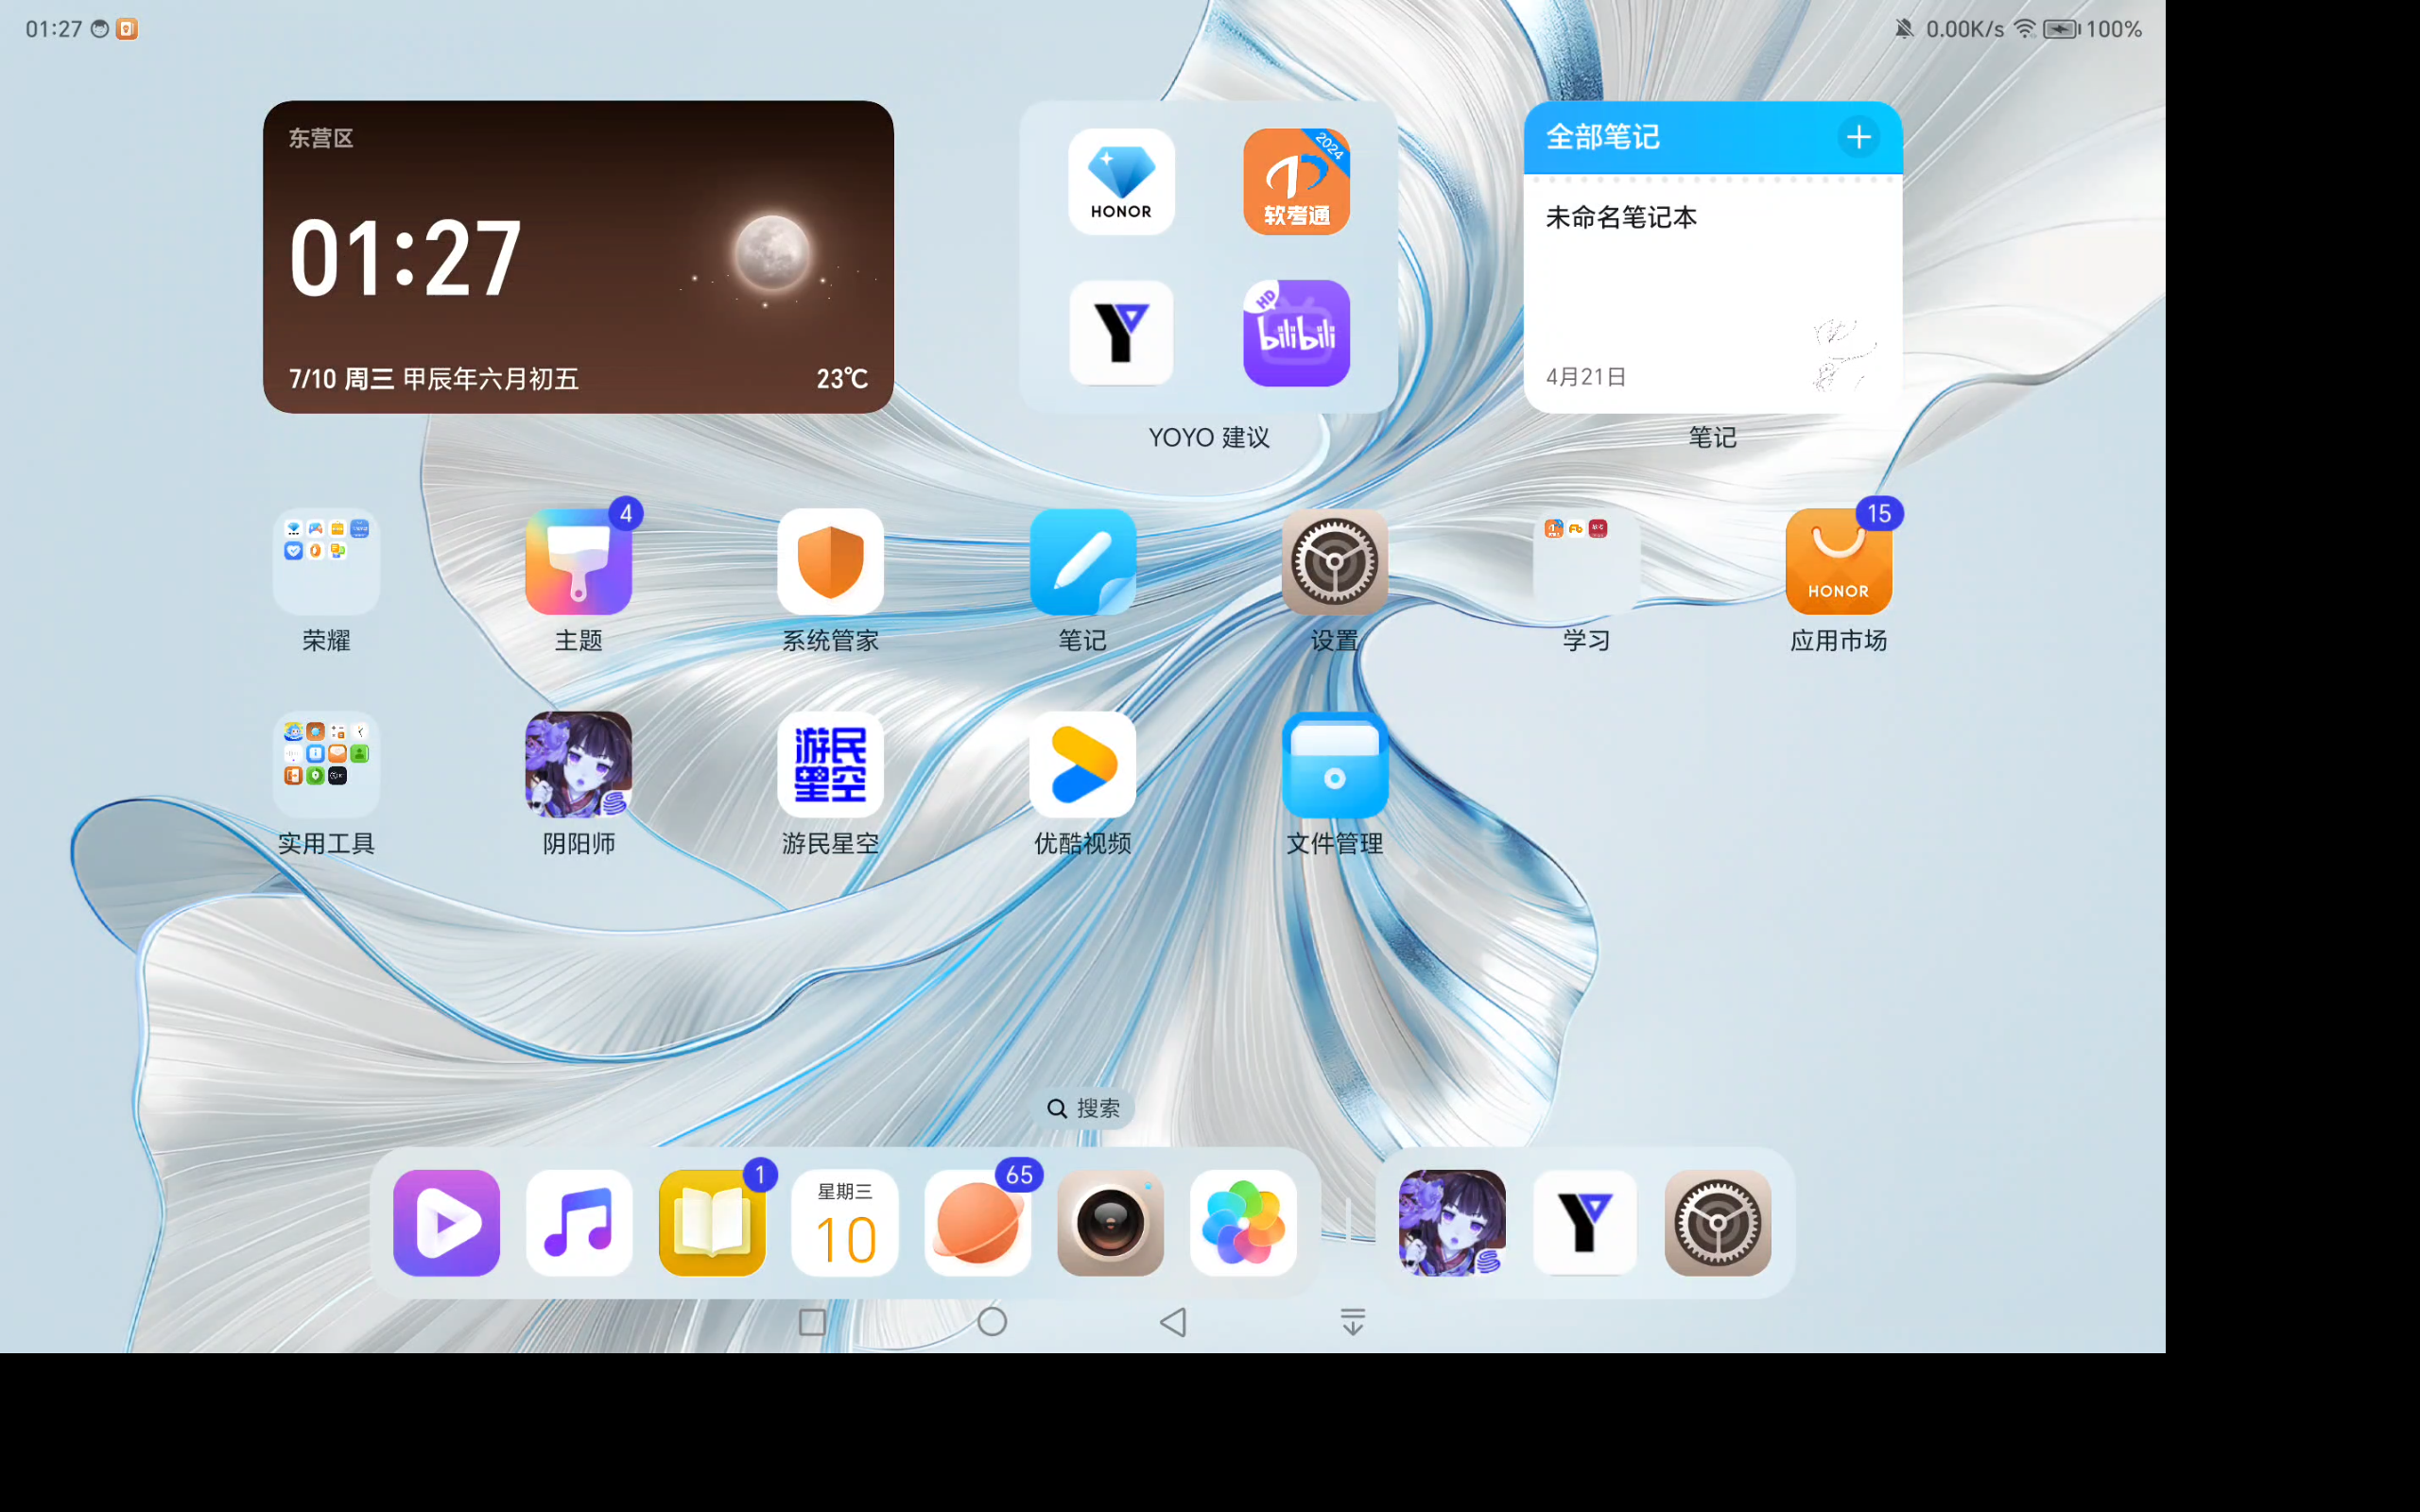 01:27
0.00K/s 100%
东营区
01:27
7/10 周三 甲辰年六月初五
23℃
HONOR
2024
软考通
HD
bilibili
YOYO 建议
全部笔记
未命名笔记本
4月21日
笔记
荣耀
4
主题
系统管家
笔记
设置
学习
15
HONOR
应用市场
实用工具
阴阳师
游民
星空
游民星空
优酷视频
文件管理
搜索
1
星期三
10
65